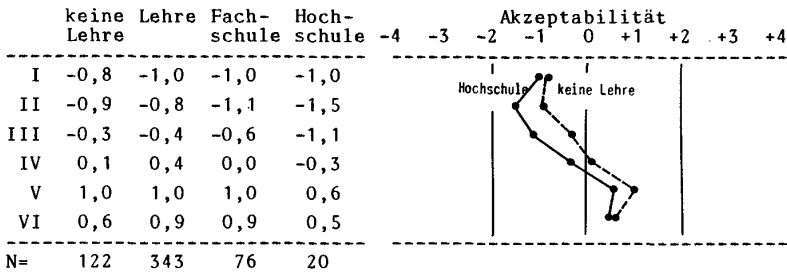 keine Lehre Fach- Hoch- Akzeptabilität
Lehre schule schule -4 -3 -2 -1 0 +1 +2 +3 +4
I -0,8 -1,0 -1,0 -1,0
Hochschule keine Lehre
II -0,9 -0,8 -1,1 -1,5
III -0,3 -0,4 -0,6 -1,1
IV 0,1 0,4 0,0 -0,3
V 1,0 1,0 1,0 0,6
VI 0,6 0,9 0,9 0,5
N= 122 343 76 20